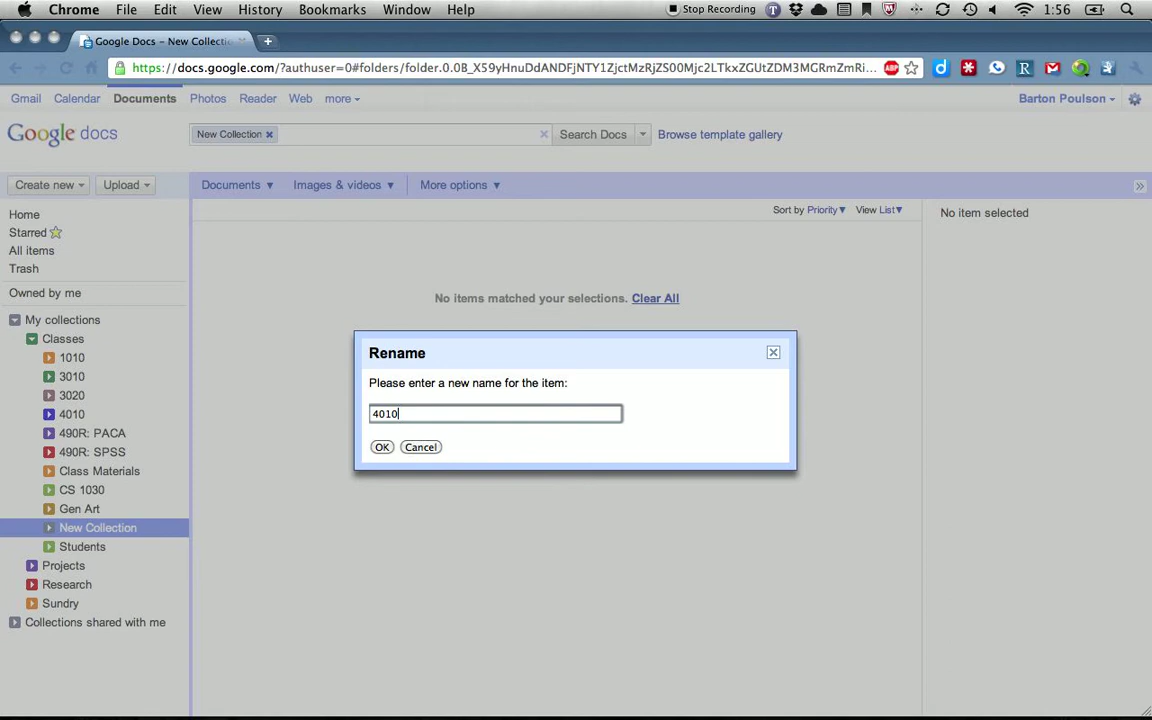 Chrome File Edit View History Bookmarks Window Help Stop Recording 1:56
Google Docs – New Collectio
https://docs.google.com/?authuser=0#folders/folder.0.0B_X59yHnuDdANDFjNTY1ZjctMzRjZS00Mjc2LTkxZGUtZDM3MGRmZmRi...
Gmail Calendar Documents Photos Reader Web more Barton Poulson
Google docs New Collection Search Docs Browse template gallery
Create new Upload Documents Images & videos More options
Sort by Priority View List No item selected
Home
Starred
All items
Trash
Owned by me
My collections
Classes
1010
3010
3020
4010
490R: PACA
490R: SPSS
Class Materials
CS 1030
Gen Art
New Collection
Students
Projects
Research
Sundry
Collections shared with me
No items matched your selections. Clear All
Rename
Please enter a new name for the item:
4010
OK Cancel